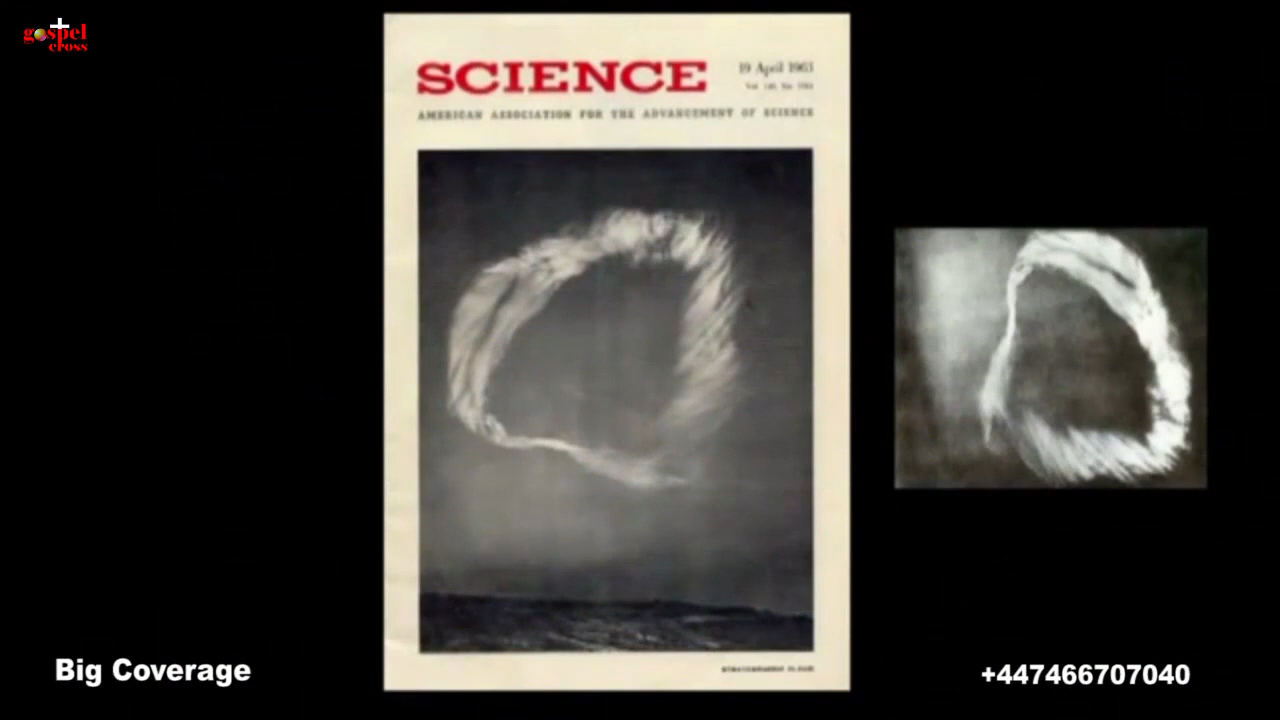 gospel
cross
SCIENCE
19 April 1963
AMERICAN ASSOCIATION FOR THE ADVANCEMENT OF SCIENCE
Big Coverage
+447466707040